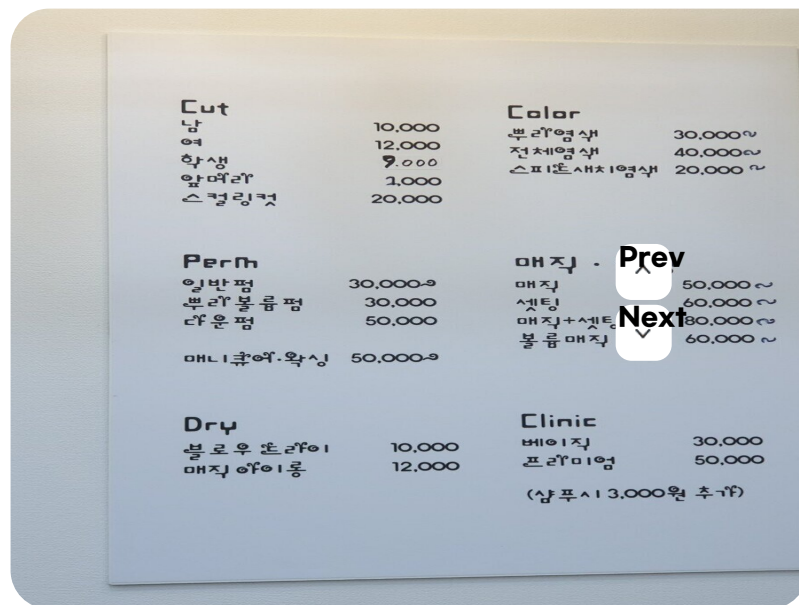 Cut
남 10,000
여 12,000
학생 9.000
앞머리 3,000
스컬링컷 20,000
Color
뿌리염색 30,000~
전체염색 40,000~
스피드새치염색 20,000~
Perm
일반펌 30,000~
뿌리볼륨펌 30,000
다운펌 50,000
매니큐어·왁싱 50,000~
매직 ·
매직 50,000~
셋팅 60,000~
매직+셋팅 180,000~
볼륨매직 60,000~
Prev
Next
Dry
블로우드라이 10,000
매직아이롱 12,000
Clinic
베이직 30,000
프리미엄 50,000
(샴푸시 3,000원 추가)